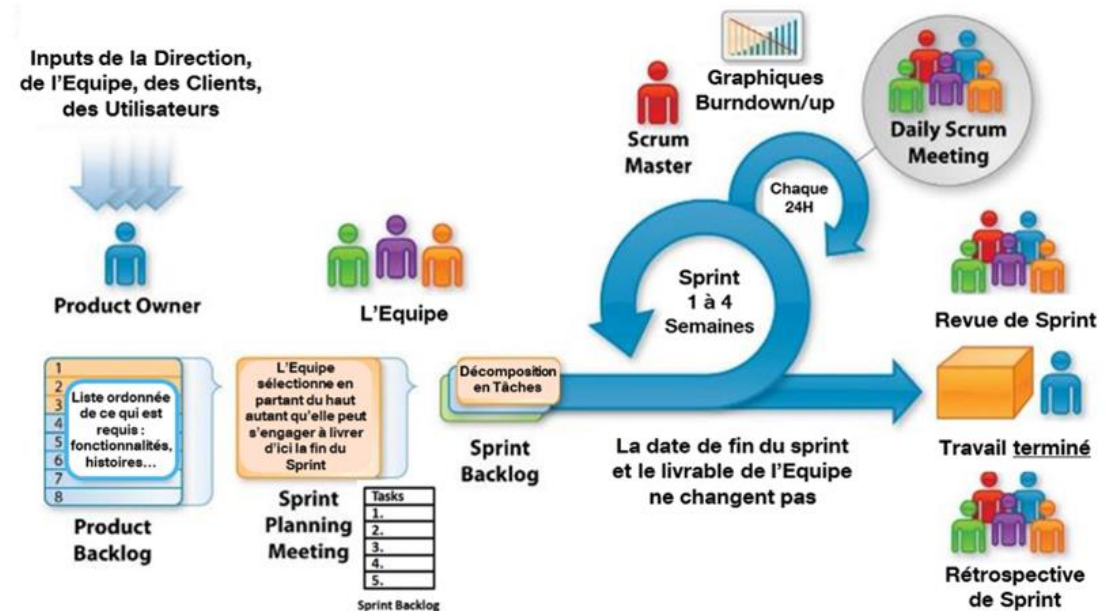 Inputs de la Direction,
de l'Equipe, des Clients,
des Utilisateurs
Product Owner
L'Equipe
Scrum
Master
Graphiques
Burndown/up
Daily Scrum
Meeting
Chaque
24H
Sprint
1 à 4
Semaines
Revue de Sprint
1
2
3
4
5
6
7
8
Liste ordonnée
de ce qui est
requis :
fonctionnalités,
histoires...
Product
Backlog
L'Equipe
sélectionne en
partant du haut
autant qu'elle peut
s'engager à livrer
d'ici la fin du
Sprint
Sprint
Planning
Meeting
Tasks
1.
2.
3.
4.
5.
Sprint Backlog
Décomposition
en Tâches
Sprint
Backlog
La date de fin du sprint
et le livrable de l'Equipe
ne changent pas
Travail terminé
Rétrospective
de Sprint